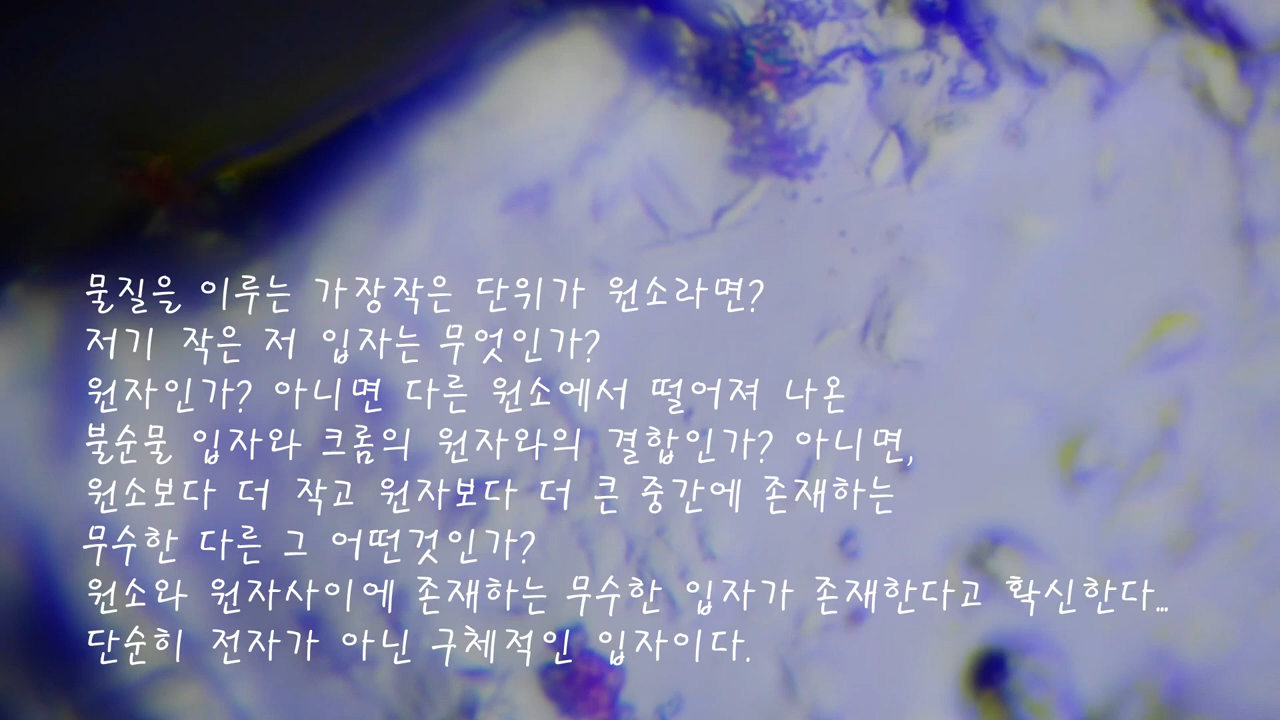 물질을 이루는 가장작은 단위가 원소라면?
저기 작은 저 입자는 무엇인가?
원자인가? 아니면 다른 원소에서 떨어져 나온
불순물 입자와 크롬의 원자와의 결합인가? 아니면,
원소보다 더 작고 원자보다 더 큰 중간에 존재하는
무수한 다른 그 어떤것인가?
원소와 원자사이에 존재하는 무수한 입자가 존재한다고 확신한다...
단순히 전자가 아닌 구체적인 입자이다.